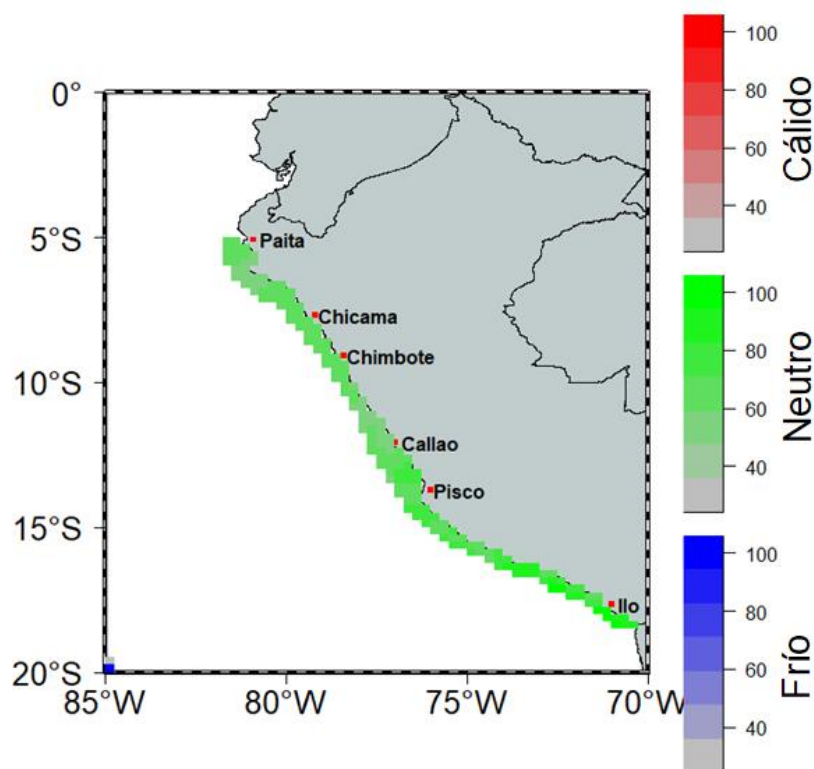 0°
5°S
10°S
15°S
20°S
85°W
80°W
75°W
70°W
Paita
Chicama
Chimbote
Callao
Pisco
Ilo
100
80
60
40
Cálido
100
80
60
40
Neutro
100
80
60
40
Frío